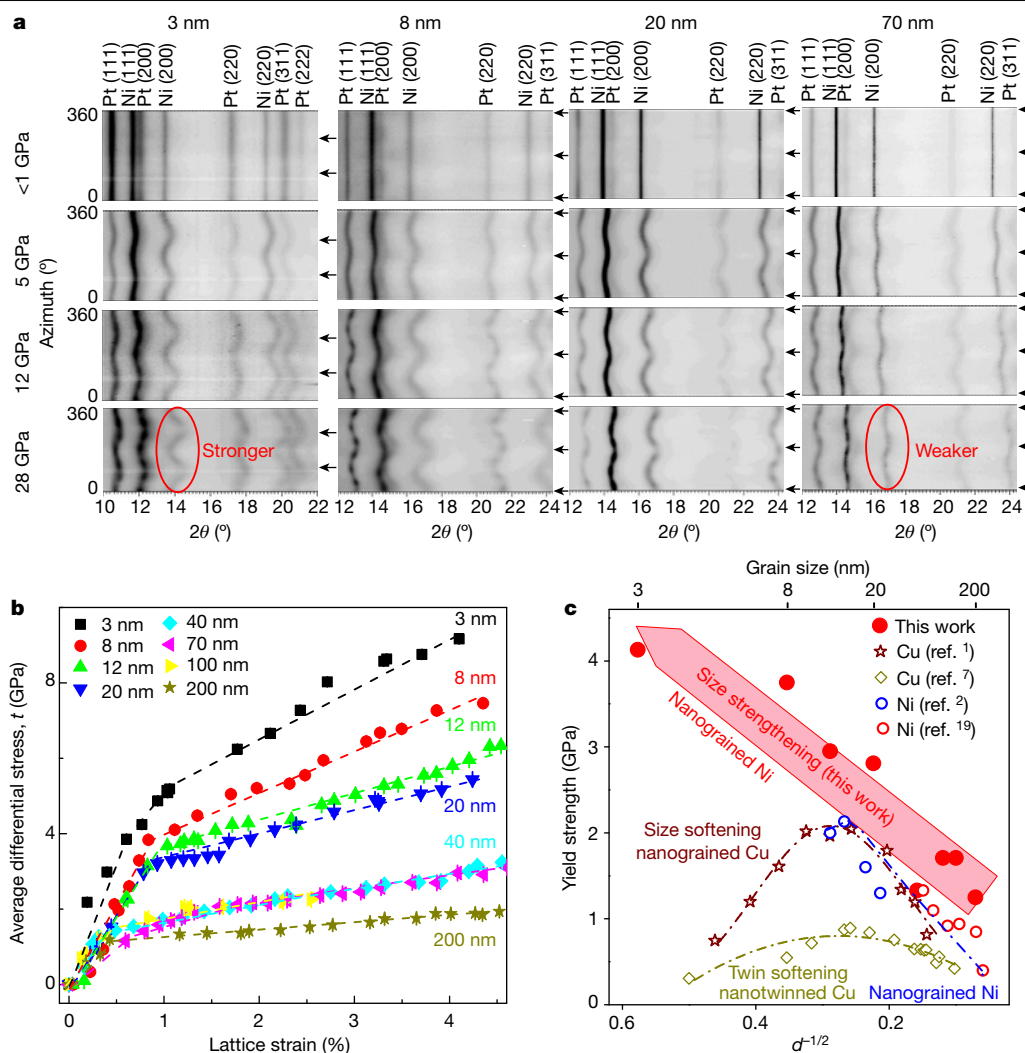 a
3 nm
8 nm
20 nm
70 nm
Pt (111)
Ni (111)
Pt (200)
Ni (200)
Pt (220)
Ni (220)
Pt (311)
Pt (222)
Pt (111)
Ni (111)
Pt (200)
Ni (200)
Pt (220)
Ni (220)
Pt (311)
Pt (111)
Ni (111)
Pt (200)
Ni (200)
Pt (220)
Ni (220)
Pt (311)
Pt (111)
Ni (111)
Pt (200)
Ni (200)
Pt (220)
Ni (220)
Pt (311)
<1 GPa
360
0
5 GPa
360
0
Azimuth (°)
12 GPa
360
0
28 GPa
360
0
Stronger
Weaker
10 12 14 16 18 20 22
12 14 16 18 20 22 24
12 14 16 18 20 22 24
12 14 16 18 20 22 24
2θ (°)
2θ (°)
2θ (°)
2θ (°)
b
Average differential stress, t (GPa)
8
4
0
3 nm
8 nm
12 nm
20 nm
40 nm
70 nm
100 nm
200 nm
3 nm
8 nm
12 nm
20 nm
40 nm
200 nm
0 1 2 3 4
Lattice strain (%)
c
Grain size (nm)
3 8 20 200
Yield strength (GPa)
4
3
2
1
0
This work
Cu (ref. 1)
Cu (ref. 7)
Ni (ref. 2)
Ni (ref. 19)
Size strengthening (this work)
Nanograined Ni
Size softening
nanograined Cu
Twin softening
nanotwinned Cu
Nanograined Ni
0.6 0.4 0.2
d−1/2